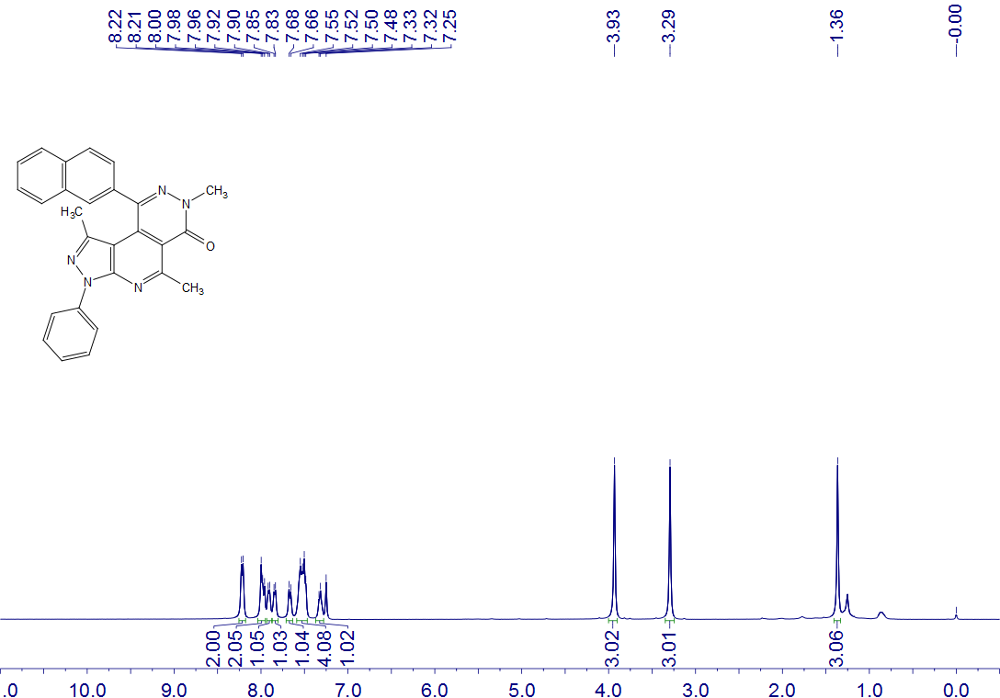 8.22 8.21 8.00 7.98 7.96 7.92 7.90 7.85 7.83 7.68 7.66 7.55 7.52 7.50 7.48 7.33 7.32 7.25 -3.93 -3.29 -1.36 -0.00
N CH₃
H₃C N
N O
N N CH₃
2.00 2.05 1.05 1.03 1.04 4.08 1.02 3.02 3.01 3.06
.0 10.0 9.0 8.0 7.0 6.0 5.0 4.0 3.0 2.0 1.0 0.0